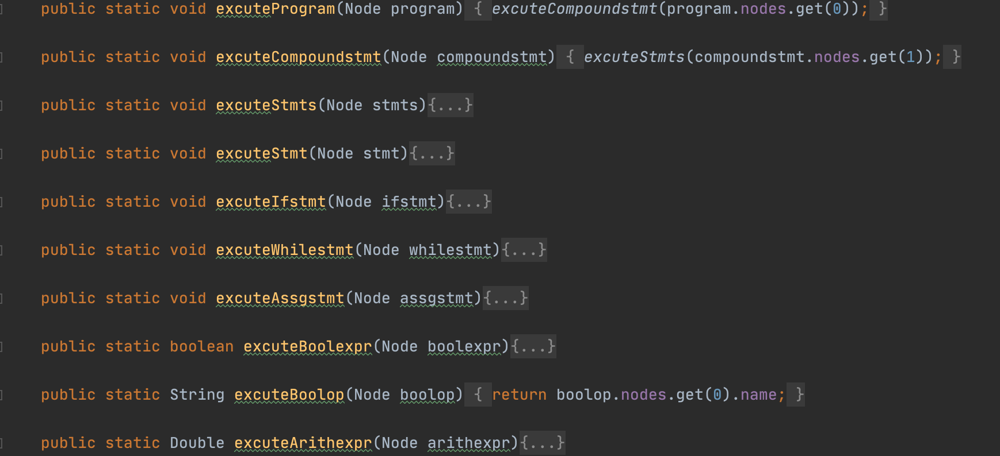 public static void excuteProgram(Node program) { excuteCompoundstmt(program.nodes.get(0)); }
public static void excuteCompoundstmt(Node compoundstmt) { excuteStmts(compoundstmt.nodes.get(1)); }
public static void excuteStmts(Node stmts){...}
public static void excuteStmt(Node stmt){...}
public static void excuteIfstmt(Node ifstmt){...}
public static void excuteWhilestmt(Node whilestmt){...}
public static void excuteAssgstmt(Node assgstmt){...}
public static boolean excuteBoolexpr(Node boolexpr){...}
public static String excuteBoolop(Node boolop) { return boolop.nodes.get(0).name; }
public static Double excuteArithexpr(Node arithexpr){...}